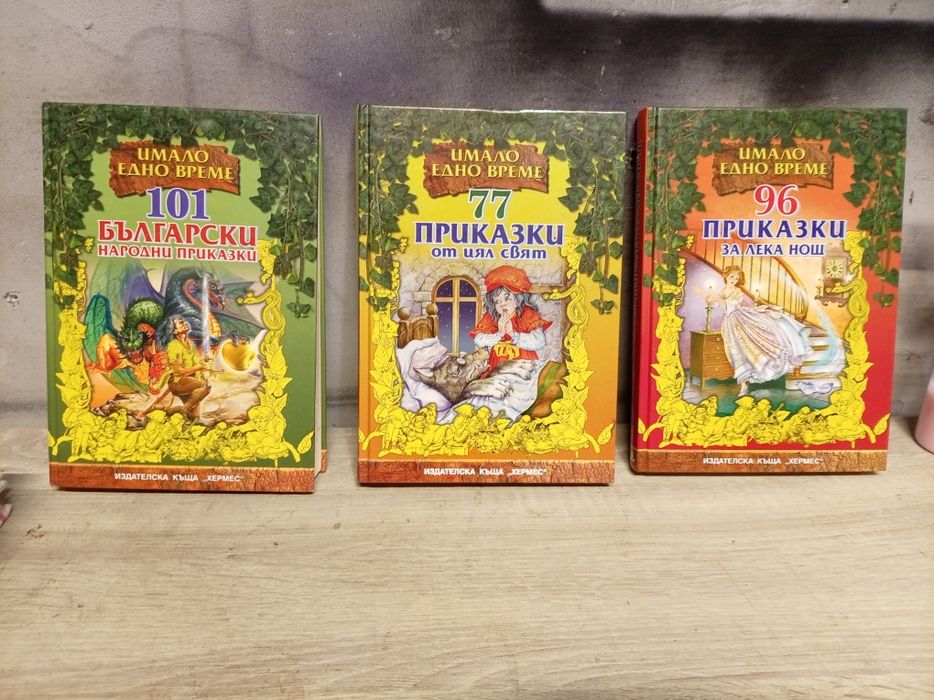 ИМАЛО
ЕДНО ВРЕМЕ
101
БЪЛГАРСКИ
НАРОДНИ ПРИКАЗКИ
ИЗДАТЕЛСКА КЪЩА „ХЕРМЕС“
ИМАЛО
ЕДНО ВРЕМЕ
77
ПРИКАЗКИ
ОТ ЦЯЛ СВЯТ
ИЗДАТЕЛСКА КЪЩА „ХЕРМЕС“
ИМАЛО
ЕДНО ВРЕМЕ
96
ПРИКАЗКИ
ЗА ЛЕКА НОЩ
ИЗДАТЕЛСКА КЪЩА „ХЕРМЕС“